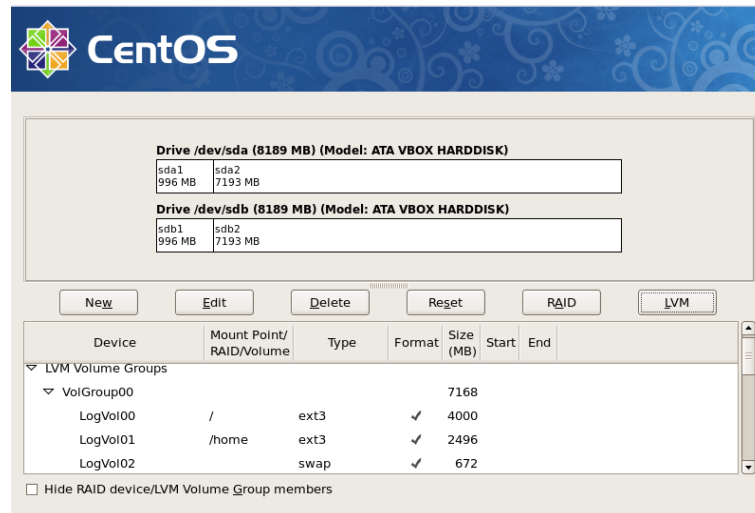 CentOS
Drive /dev/sda (8189 MB) (Model: ATA VBOX HARDDISK)
sda1 sda2
996 MB 7193 MB
Drive /dev/sdb (8189 MB) (Model: ATA VBOX HARDDISK)
sdb1 sdb2
996 MB 7193 MB
New Edit Delete Reset RAID LVM
Device Mount Point/ RAID/Volume Type Format Size (MB) Start End
LVM Volume Groups
VolGroup00 7168
LogVol00 / ext3 ✓ 4000
LogVol01 /home ext3 ✓ 2496
LogVol02 swap ✓ 672
Hide RAID device/LVM Volume Group members